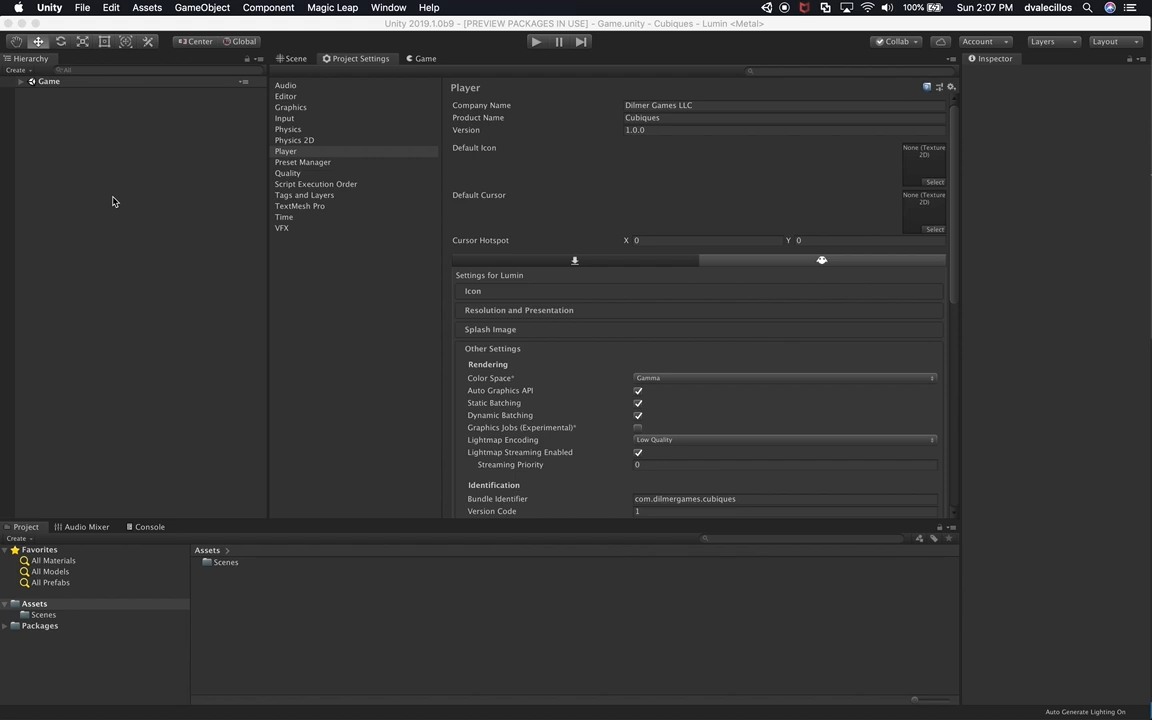 Unity File Edit Assets GameObject Component Magic Leap Window Help 100% Sun 2:07 PM dvalecillos
Unity 2019.1.0b9 - [PREVIEW PACKAGES IN USE] - Game.unity - Cubiques - Lumin <Metal>
Center Global Collab Account Layers Layout
Hierarchy Scene Project Settings Game Inspector
Create All
Game
Audio
Editor
Graphics
Input
Physics
Physics 2D
Player
Preset Manager
Quality
Script Execution Order
Tags and Layers
TextMesh Pro
Time
VFX
Player
Company Name Dilmer Games LLC
Product Name Cubiques
Version 1.0.0
Default Icon None (Texture 2D)
Select
Default Cursor None (Texture 2D)
Select
Cursor Hotspot X 0 Y 0
Settings for Lumin
Icon
Resolution and Presentation
Splash Image
Other Settings
Rendering
Color Space* Gamma
Auto Graphics API
Static Batching
Dynamic Batching
Graphics Jobs (Experimental)*
Lightmap Encoding Low Quality
Lightmap Streaming Enabled
Streaming Priority 0
Identification
Bundle Identifier com.dilmergames.cubiques
Version Code 1
Project Audio Mixer Console
Create
Favorites
All Materials
All Models
All Prefabs
Assets
Scenes
Packages
Assets
Scenes
Auto Generate Lighting On